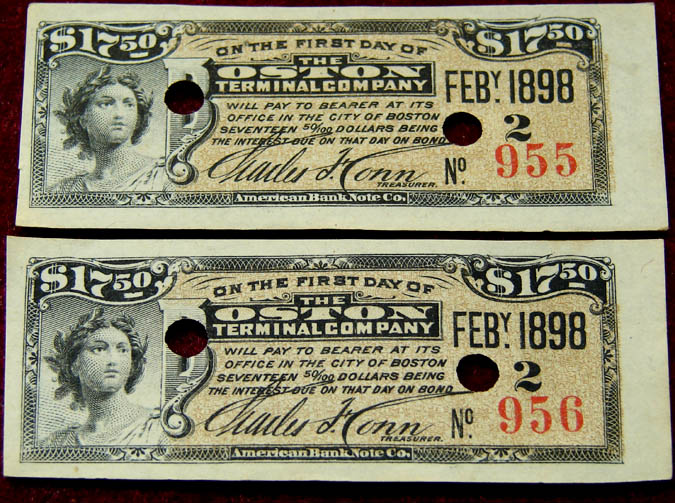 $17.50 $17.50
ON THE FIRST DAY OF
THE
BOSTON
TERMINAL COMPANY
FEBY. 1898
WILL PAY TO BEARER AT ITS
OFFICE IN THE CITY OF BOSTON
SEVENTEEN 50/100 DOLLARS BEING
THE INTEREST DUE ON THAT DAY ON BOND
2
No. 955
Charles F. Conn
TREASURER.
American Bank Note Co.
$17.50 $17.50
ON THE FIRST DAY OF
THE
BOSTON
TERMINAL COMPANY
FEBY. 1898
WILL PAY TO BEARER AT ITS
OFFICE IN THE CITY OF BOSTON
SEVENTEEN 50/100 DOLLARS BEING
THE INTEREST DUE ON THAT DAY ON BOND
2
No. 956
Charles F. Conn
TREASURER.
American Bank Note Co.